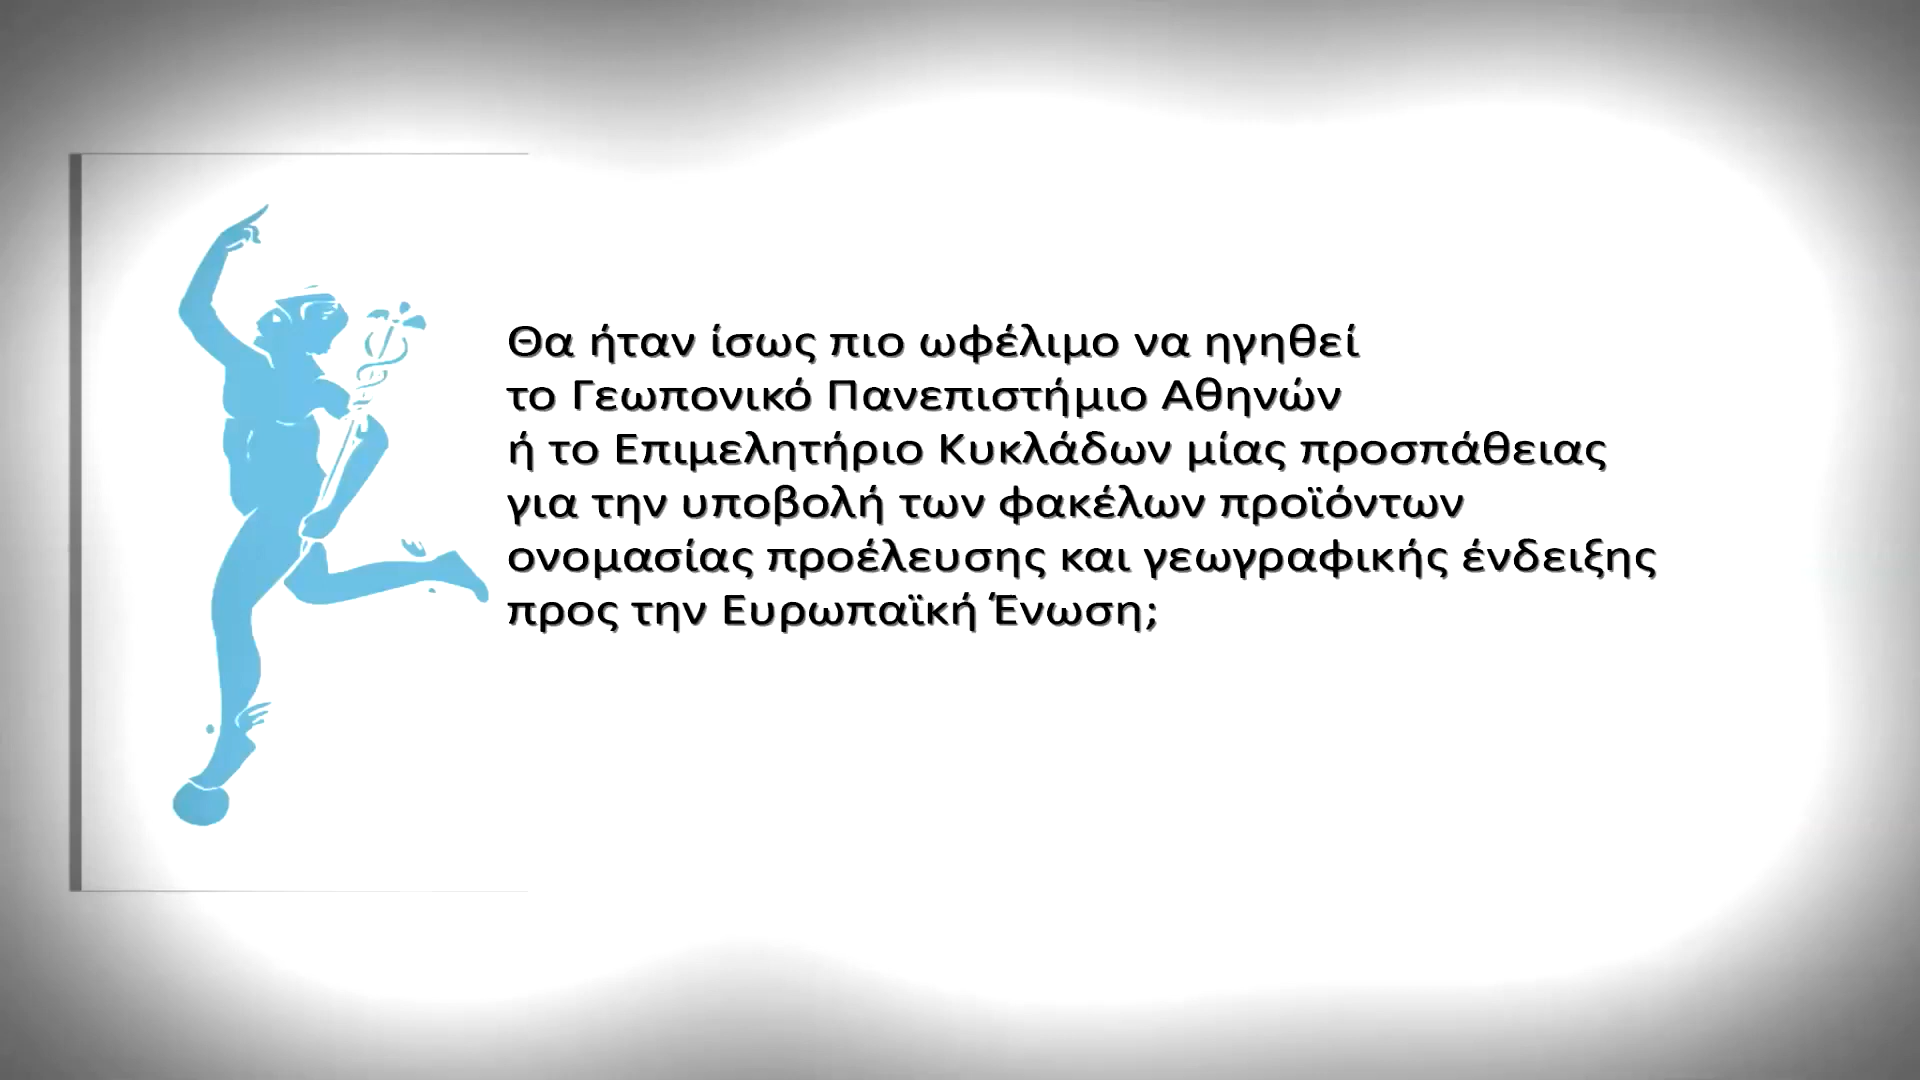 Θα ήταν ίσως πιο ωφέλιμο να ηγηθεί
το Γεωπονικό Πανεπιστήμιο Αθηνών
ή το Επιμελητήριο Κυκλάδων μίας προσπάθειας
για την υποβολή των φακέλων προϊόντων
ονομασίας προέλευσης και γεωγραφικής ένδειξης
προς την Ευρωπαϊκή Ένωση;